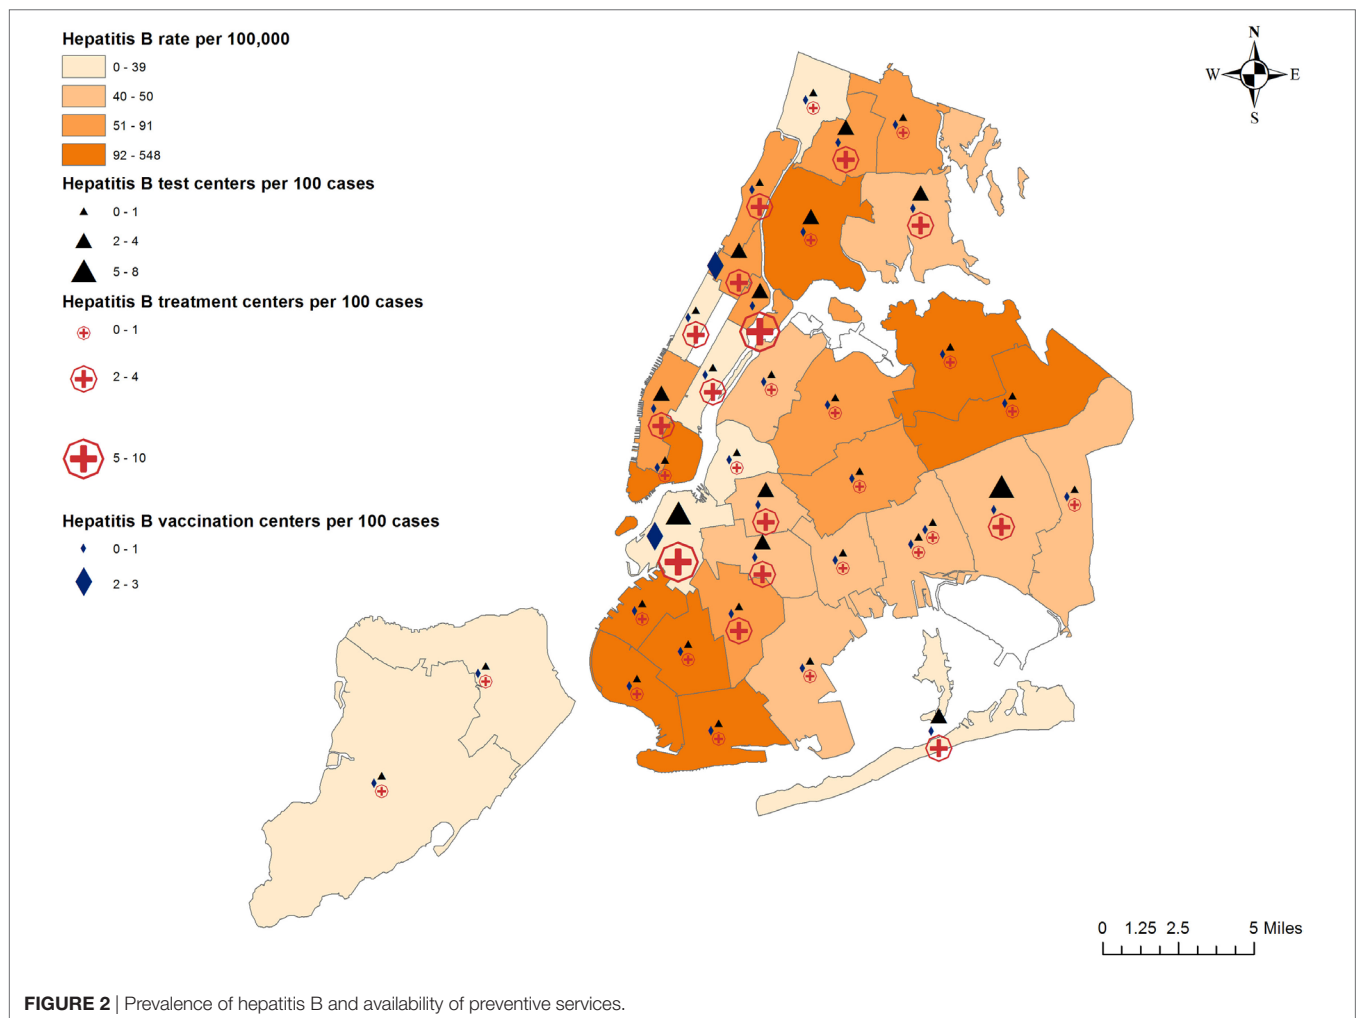 Hepatitis B rate per 100,000
0 - 39
40 - 50
51 - 91
92 - 548
Hepatitis B test centers per 100 cases
0 - 1
2 - 4
5 - 8
Hepatitis B treatment centers per 100 cases
0 - 1
2 - 4
5 - 10
Hepatitis B vaccination centers per 100 cases
0 - 1
2 - 3
N
W E
S
0 1.25 2.5 5 Miles
FIGURE 2 | Prevalence of hepatitis B and availability of preventive services.